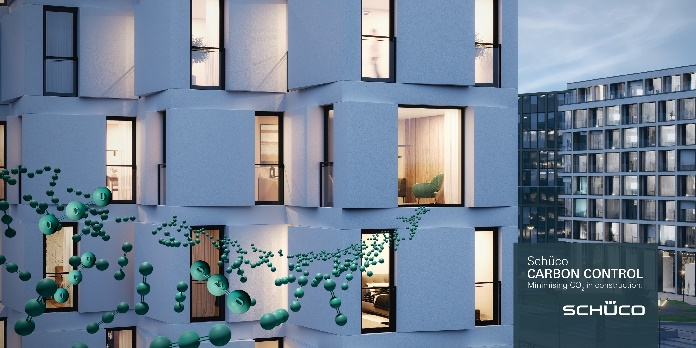 Schüco
CARBON CONTROL
Minimising CO₂ in construction.
SCHÜCO